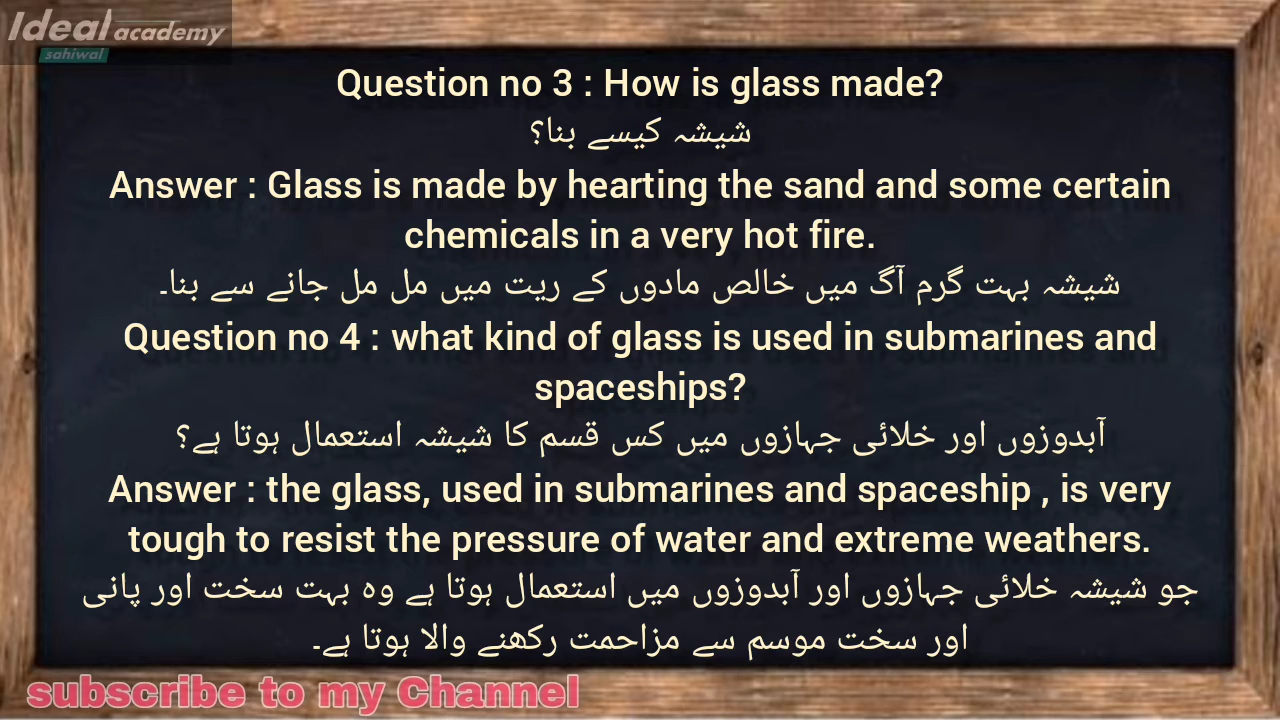 Ideal academy
sahiwal
Question no 3 : How is glass made?
شیشہ کیسے بنا؟
Answer : Glass is made by hearting the sand and some certain
chemicals in a very hot fire.
شیشہ بہت گرم آگ میں خالص مادوں کے ریت میں مل مل جانے سے بنا۔
Question no 4 : what kind of glass is used in submarines and
spaceships?
آبدوزوں اور خلائی جہازوں میں کس قسم کا شیشہ استعمال ہوتا ہے؟
Answer : the glass, used in submarines and spaceship , is very
tough to resist the pressure of water and extreme weathers.
جو شیشہ خلائی جہازوں اور آبدوزوں میں استعمال ہوتا ہے وہ بہت سخت اور پانی
اور سخت موسم سے مزاحمت رکھنے والا ہوتا ہے۔
subscribe to my Channel